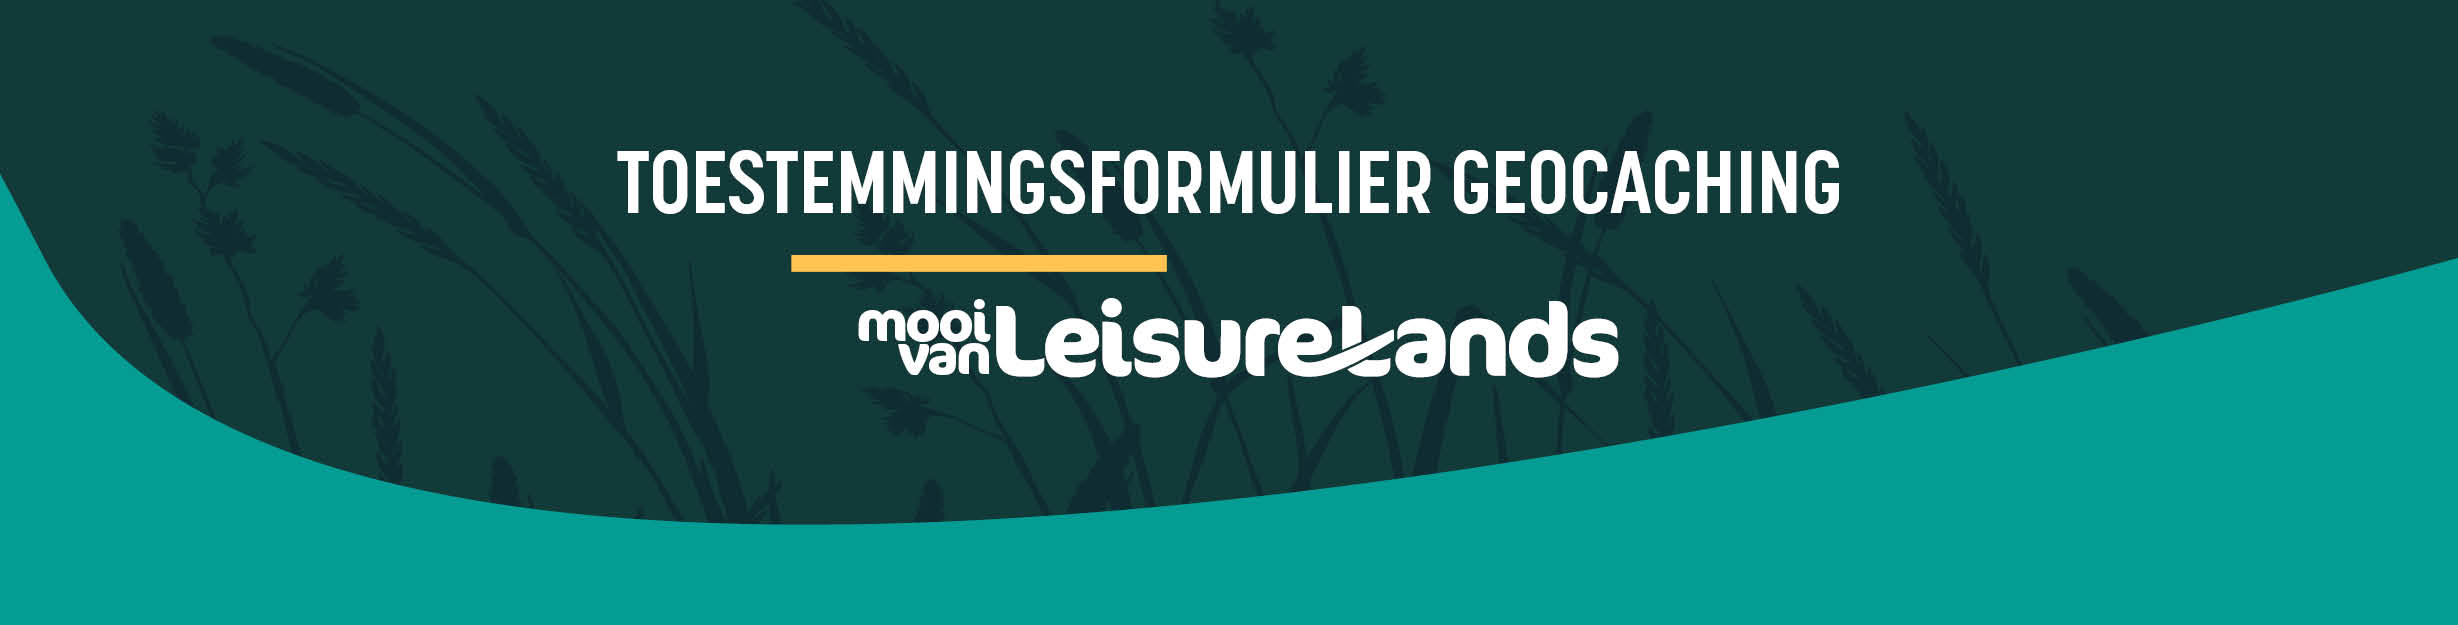 TOESTEMMINGSFORMULIER GEOCACHING
mooi van LeisureLands